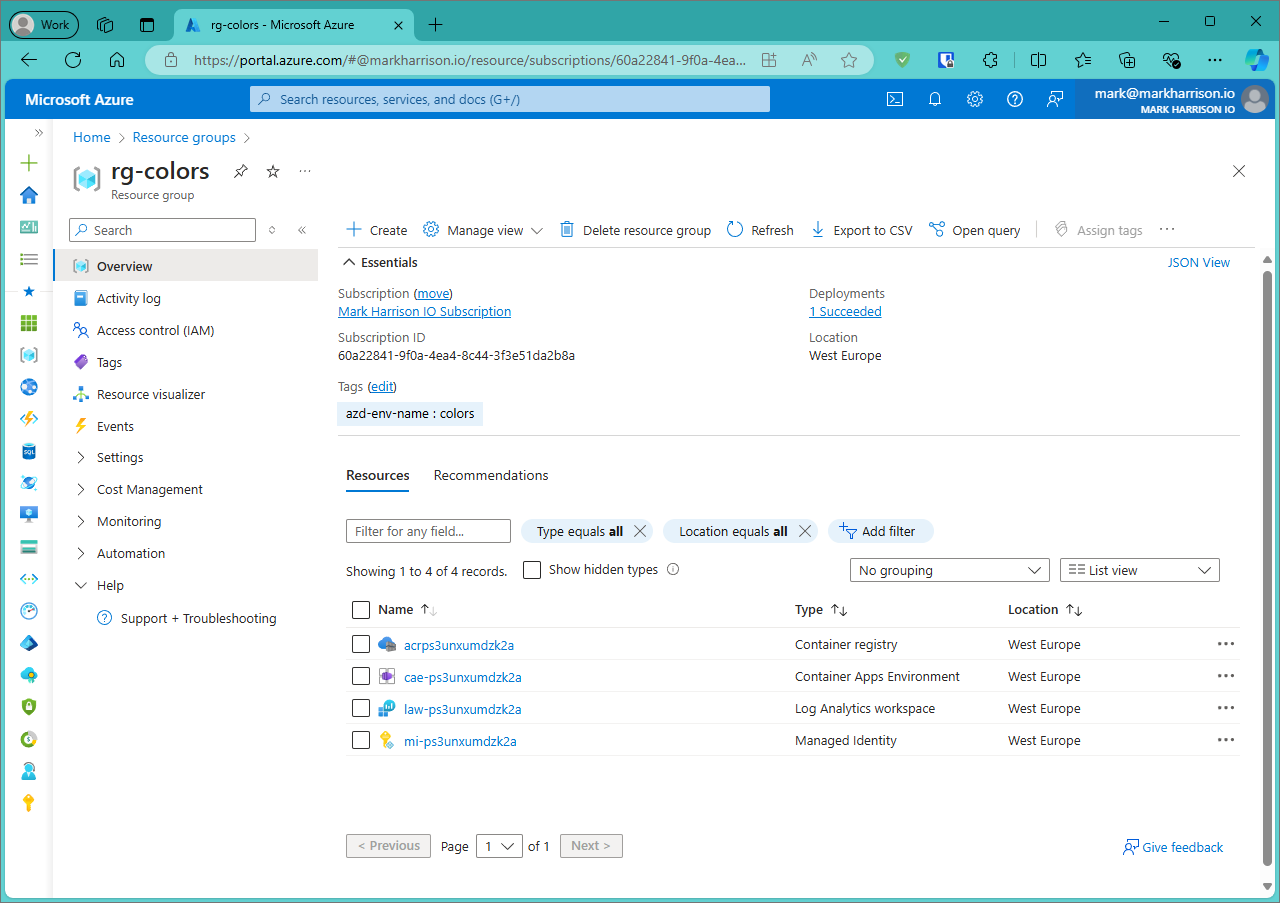 Work
rg-colors - Microsoft Azure
https://portal.azure.com/#@markharrison.io/resource/subscriptions/60a22841-9f0a-4ea...
Microsoft Azure
Search resources, services, and docs (G+/)
mark@markharrison.io
MARK HARRISON IO
Home > Resource groups >
rg-colors
Resource group
Search
Overview
Activity log
Access control (IAM)
Tags
Resource visualizer
Events
Settings
Cost Management
Monitoring
Automation
Help
Support + Troubleshooting
Create Manage view Delete resource group Refresh Export to CSV Open query Assign tags
Essentials JSON View
Subscription (move)
Mark Harrison IO Subscription
Subscription ID
60a22841-9f0a-4ea4-8c44-3f3e51da2b8a
Deployments
1 Succeeded
Location
West Europe
Tags (edit)
azd-env-name : colors
Resources Recommendations
Filter for any field... Type equals all Location equals all Add filter
Showing 1 to 4 of 4 records. Show hidden types No grouping List view
Name Type Location
acrps3unxumdzk2a Container registry West Europe
cae-ps3unxumdzk2a Container Apps Environment West Europe
law-ps3unxumdzk2a Log Analytics workspace West Europe
mi-ps3unxumdzk2a Managed Identity West Europe
< Previous Page 1 of 1 Next > Give feedback